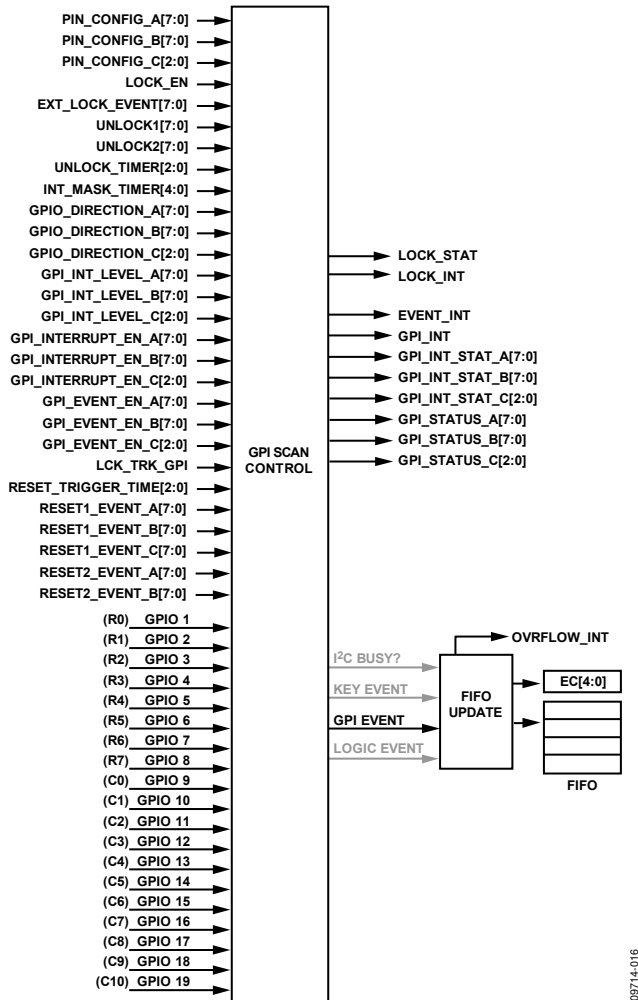 PIN_CONFIG_A[7:0]
PIN_CONFIG_B[7:0]
PIN_CONFIG_C[2:0]
LOCK_EN
EXT_LOCK_EVENT[7:0]
UNLOCK1[7:0]
UNLOCK2[7:0]
UNLOCK_TIMER[2:0]
INT_MASK_TIMER[4:0]
GPIO_DIRECTION_A[7:0]
GPIO_DIRECTION_B[7:0]
GPIO_DIRECTION_C[2:0]
GPI_INT_LEVEL_A[7:0]
GPI_INT_LEVEL_B[7:0]
GPI_INT_LEVEL_C[2:0]
GPI_INTERRUPT_EN_A[7:0]
GPI_INTERRUPT_EN_B[7:0]
GPI_INTERRUPT_EN_C[2:0]
GPI_EVENT_EN_A[7:0]
GPI_EVENT_EN_B[7:0]
GPI_EVENT_EN_C[2:0]
LCK_TRK_GPI
RESET_TRIGGER_TIME[2:0]
RESET1_EVENT_A[7:0]
RESET1_EVENT_B[7:0]
RESET1_EVENT_C[7:0]
RESET2_EVENT_A[7:0]
RESET2_EVENT_B[7:0]
(R0) GPIO 1
(R1) GPIO 2
(R2) GPIO 3
(R3) GPIO 4
(R4) GPIO 5
(R5) GPIO 6
(R6) GPIO 7
(R7) GPIO 8
(C0) GPIO 9
(C1) GPIO 10
(C2) GPIO 11
(C3) GPIO 12
(C4) GPIO 13
(C5) GPIO 14
(C6) GPIO 15
(C7) GPIO 16
(C8) GPIO 17
(C9) GPIO 18
(C10) GPIO 19
GPI SCAN
CONTROL
LOCK_STAT
LOCK_INT
EVENT_INT
GPI_INT
GPI_INT_STAT_A[7:0]
GPI_INT_STAT_B[7:0]
GPI_INT_STAT_C[2:0]
GPI_STATUS_A[7:0]
GPI_STATUS_B[7:0]
GPI_STATUS_C[2:0]
I2C BUSY?
KEY EVENT
GPI EVENT
LOGIC EVENT
FIFO
UPDATE
OVRFLOW_INT
EC[4:0]
FIFO
09714-016